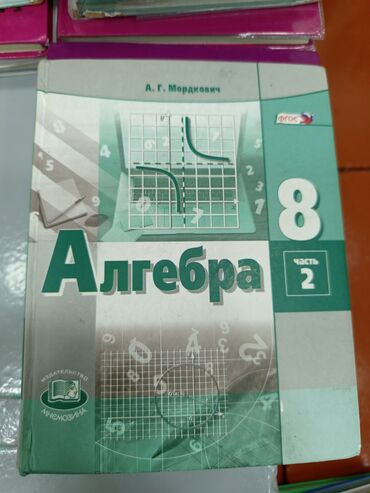 А. Г. Мордкович
ФГОС
8
часть
2
Алгебра
ИЗДАТЕЛЬСТВО
МНЕМОЗИНА